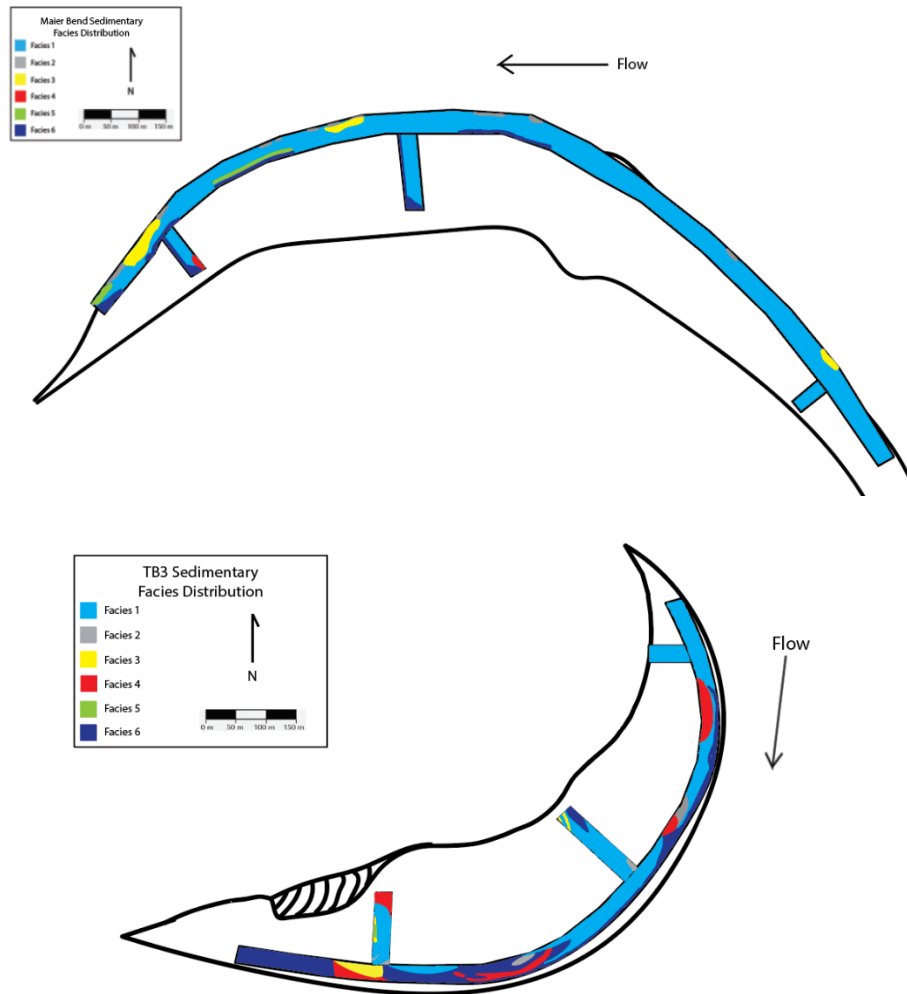 Maier Bend Sedimentary
Facies Distribution
Facies 1
Facies 2
Facies 3
Facies 4
Facies 5
Facies 6
N
0 m 50 m 100 m 150 m
Flow
TB3 Sedimentary
Facies Distribution
Facies 1
Facies 2
Facies 3
Facies 4
Facies 5
Facies 6
N
0 m 50 m 100 m 150 m
Flow